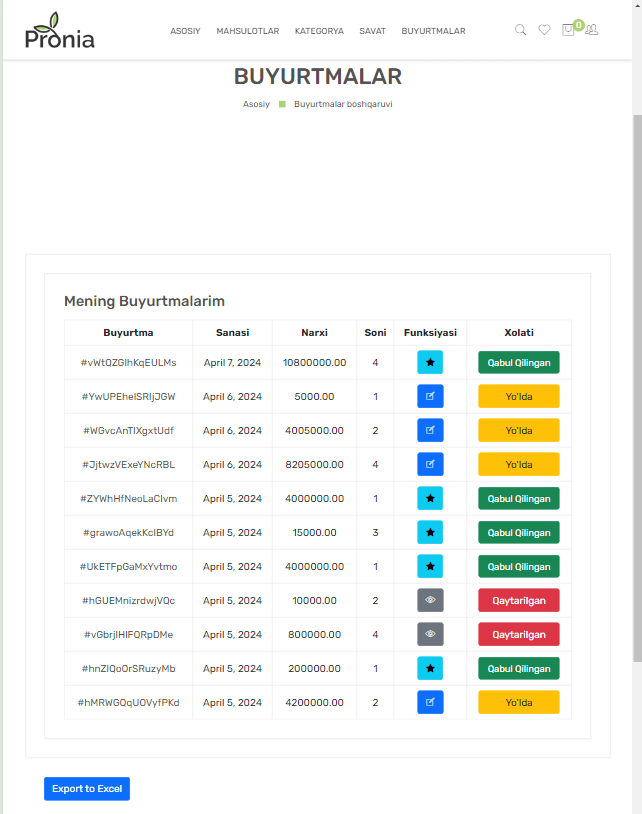 Pronia
ASOSIY MAHSULOTLAR KATEGORYA SAVAT BUYURTMALAR 0
BUYURTMALAR
Asosiy Buyurtmalar boshqaruvi
Mening Buyurtmalarim
Buyurtma Sanasi Narxi Soni Funksiyasi Xolati
#vWtQZGlhKqEULMs April 7, 2024 10800000.00 4 Qabul Qilingan
#YwUPEhelSRIjJGW April 6, 2024 5000.00 1 Yo'lda
#WGvcAnTlXgxtUdf April 6, 2024 4005000.00 2 Yo'lda
#JjtwzVExeYNcRBL April 6, 2024 8205000.00 4 Yo'lda
#ZYWhHfNeoLaClvm April 5, 2024 4000000.00 1 Qabul Qilingan
#grawoAqekKclBYd April 5, 2024 15000.00 3 Qabul Qilingan
#UkETFpGaMxYvtmo April 5, 2024 4000000.00 1 Qabul Qilingan
#hGUEMnizrdwjVQc April 5, 2024 10000.00 2 Qaytarilgan
#vGbrjlHIFQRpDMe April 5, 2024 800000.00 4 Qaytarilgan
#hnZlQoOrSRuzyMb April 5, 2024 200000.00 1 Qabul Qilingan
#hMRWGQqUOVyfPKd April 5, 2024 4200000.00 2 Yo'lda
Export to Excel